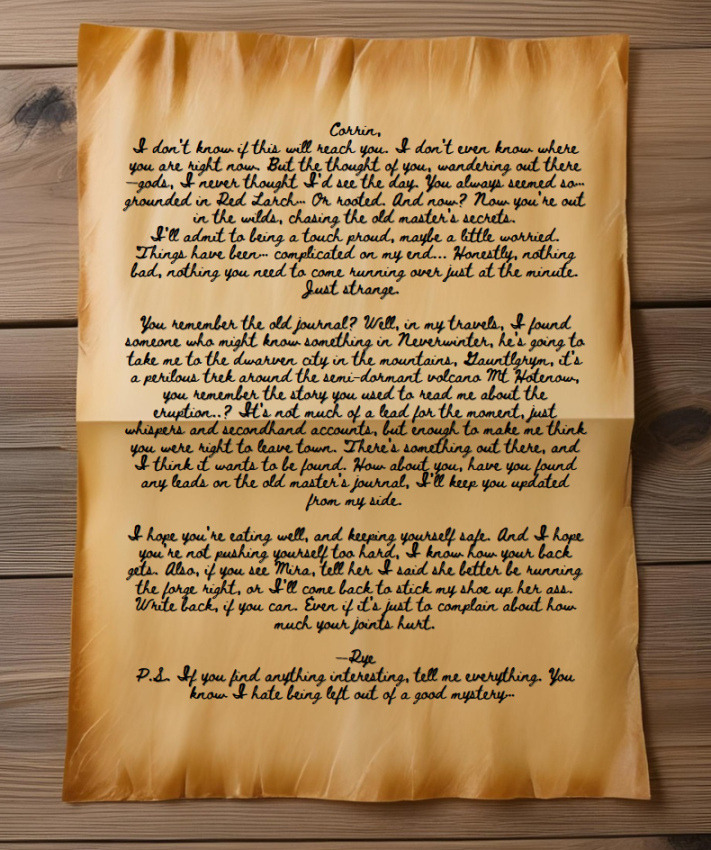 Corrin,
I don't know if this will reach you. I don't even know where
you are right now. But the thought of you, wandering out there
—gods, I never thought I'd see the day. You always seemed so…
grounded in Red Larch… Or rooted. And now? Now you're out
in the wilds, chasing the old master's secrets.
I'll admit to being a touch proud, maybe a little worried.
Things have been… complicated on my end.... Honestly, nothing
bad, nothing you need to come running over just at the minute.
Just strange.
You remember the old journal? Well, in my travels, I found
someone who might know something in Neverwinter, he's going to
take me to the dwarven city in the mountains, Gauntlgrym, it's
a perilous trek around the semi-dormant volcano Mt Hotenow,
you remember the story you used to read me about the
eruption..? It's not much of a lead for the moment, just
whispers and secondhand accounts, but enough to make me think
you were right to leave town. There's something out there, and
I think it wants to be found. How about you, have you found
any leads on the old master's journal, I'll keep you updated
from my side.
I hope you're eating well, and keeping yourself safe. And I hope
you're not pushing yourself too hard, I know how your back
gets. Also, if you see Mira, tell her I said she better be running
the forge right, or I'll come back to stick my shoe up her ass.
Write back, if you can. Even if it's just to complain about how
much your joints hurt.
—Rye
P.S. If you find anything interesting, tell me everything. You
know I hate being left out of a good mystery…